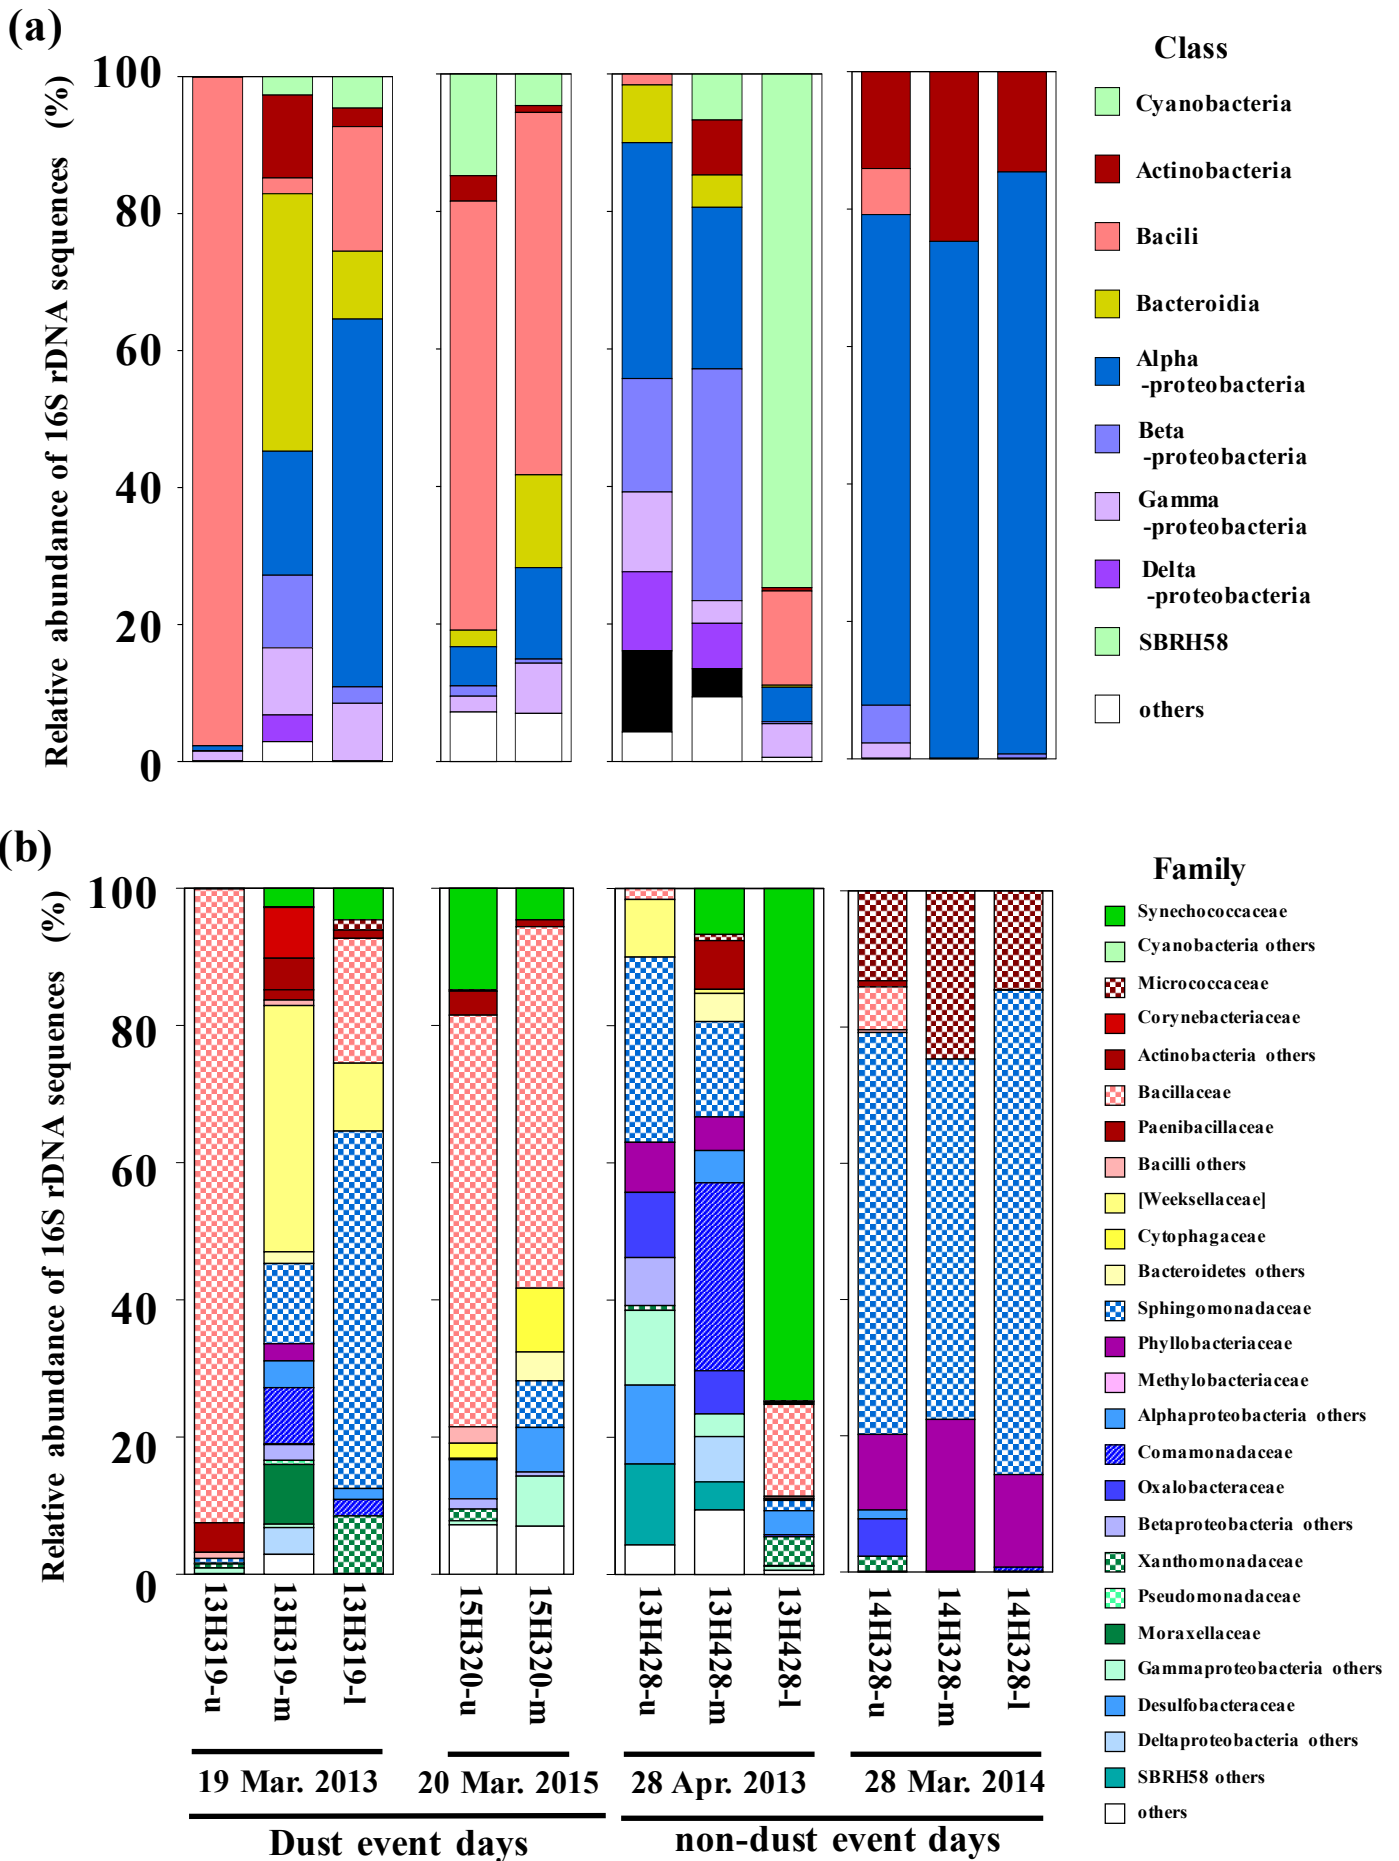 (a)
Relative abundance of 16S rDNA sequences (%)
100
80
60
40
20
0
Class
Cyanobacteria
Actinobacteria
Bacili
Bacteroidia
Alpha
-proteobacteria
Beta
-proteobacteria
Gamma
-proteobacteria
Delta
-proteobacteria
SBRH58
others
(b)
Relative abundance of 16S rDNA sequences (%)
100
80
60
40
20
0
Family
Synechococcaceae
Cyanobacteria others
Micrococcaceae
Corynebacteriaceae
Actinobacteria others
Bacillaceae
Paenibacillaceae
Bacilli others
[Weeksellaceae]
Cytophagaceae
Bacteroidetes others
Sphingomonadaceae
Phyllobacteriaceae
Methylobacteriaceae
Alphaproteobacteria others
Comamonadaceae
Oxalobacteraceae
Betaproteobacteria others
Xanthomonadaceae
Pseudomonadaceae
Moraxellaceae
Gammaproteobacteria others
Desulfobacteraceae
Deltaproteobacteria others
SBRH58 others
others
13H319-u
13H319-m
13H319-l
15H320-u
15H320-m
13H428-u
13H428-m
13H428-l
14H328-u
14H328-m
14H328-l
19 Mar. 2013
20 Mar. 2015
28 Apr. 2013
28 Mar. 2014
Dust event days
non-dust event days